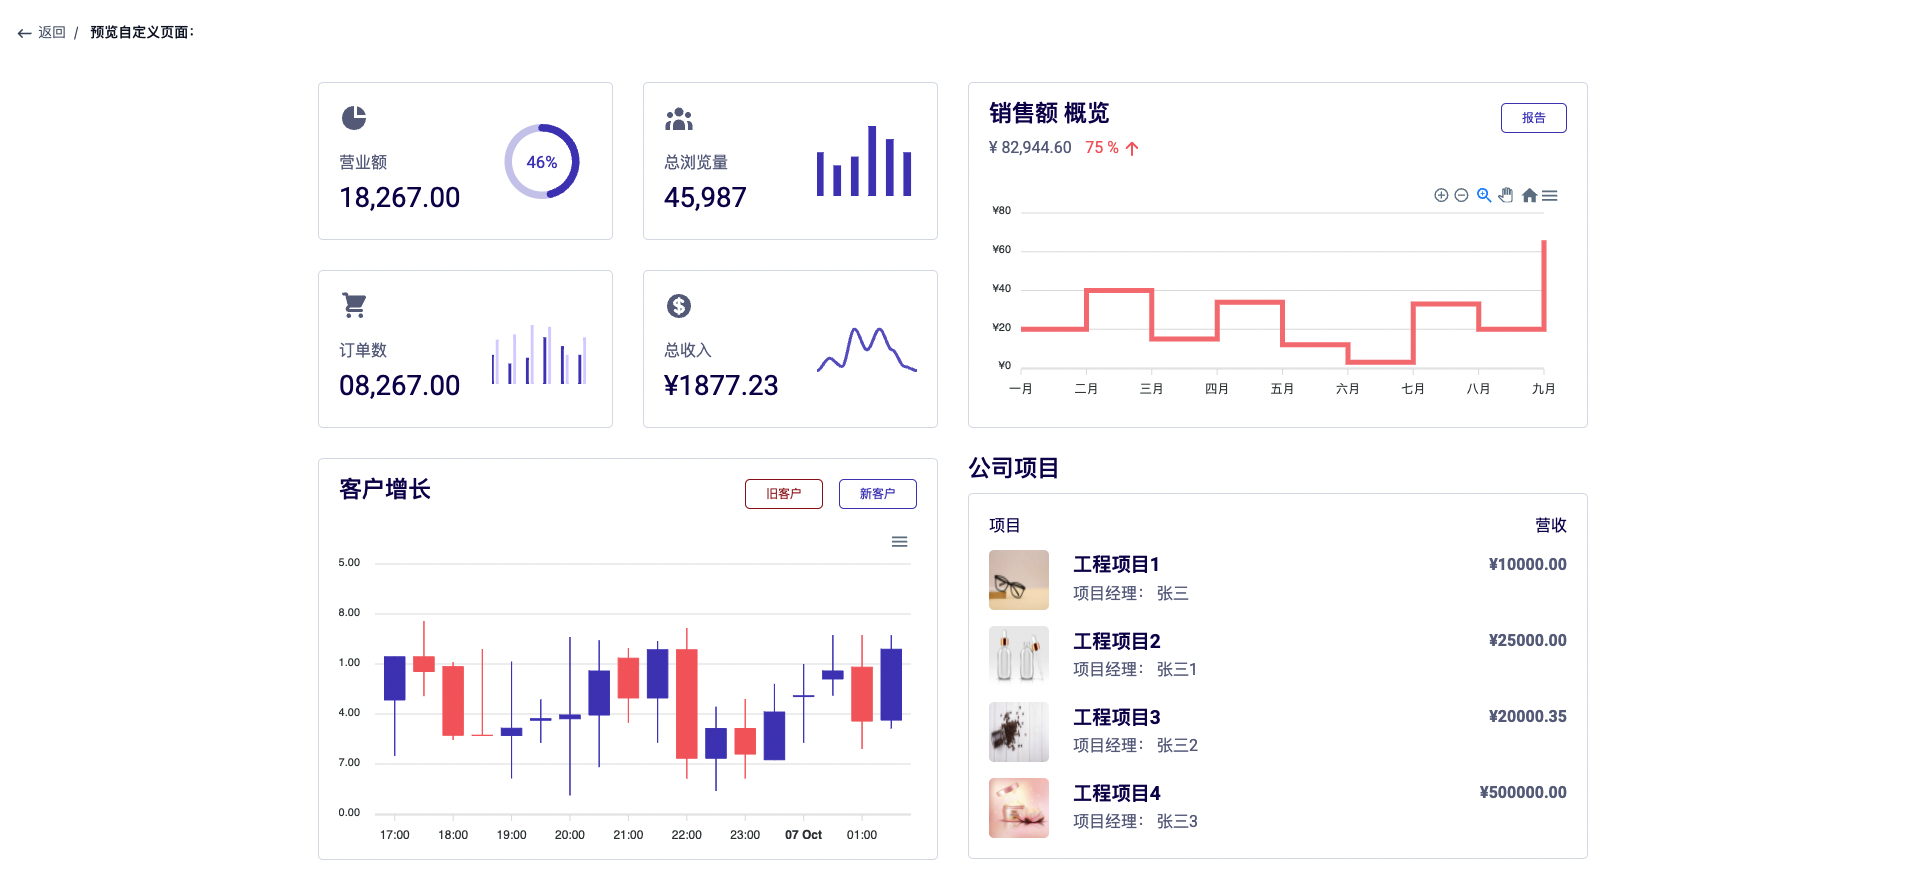 返回 / 预览自定义页面:
营业额
18,267.00
46%
总浏览量
45,987
订单数
08,267.00
总收入
¥1877.23
销售额 概览
¥ 82,944.60 75 %
报告
¥80
¥60
¥40
¥20
¥0
一月 二月 三月 四月 五月 六月 七月 八月 九月
客户增长
旧客户 新客户
5.00
8.00
1.00
4.00
7.00
0.00
17:00 18:00 19:00 20:00 21:00 22:00 23:00 07 Oct 01:00
公司项目
项目 营收
工程项目1 ¥10000.00
项目经理： 张三
工程项目2 ¥25000.00
项目经理： 张三1
工程项目3 ¥20000.35
项目经理： 张三2
工程项目4 ¥500000.00
项目经理： 张三3